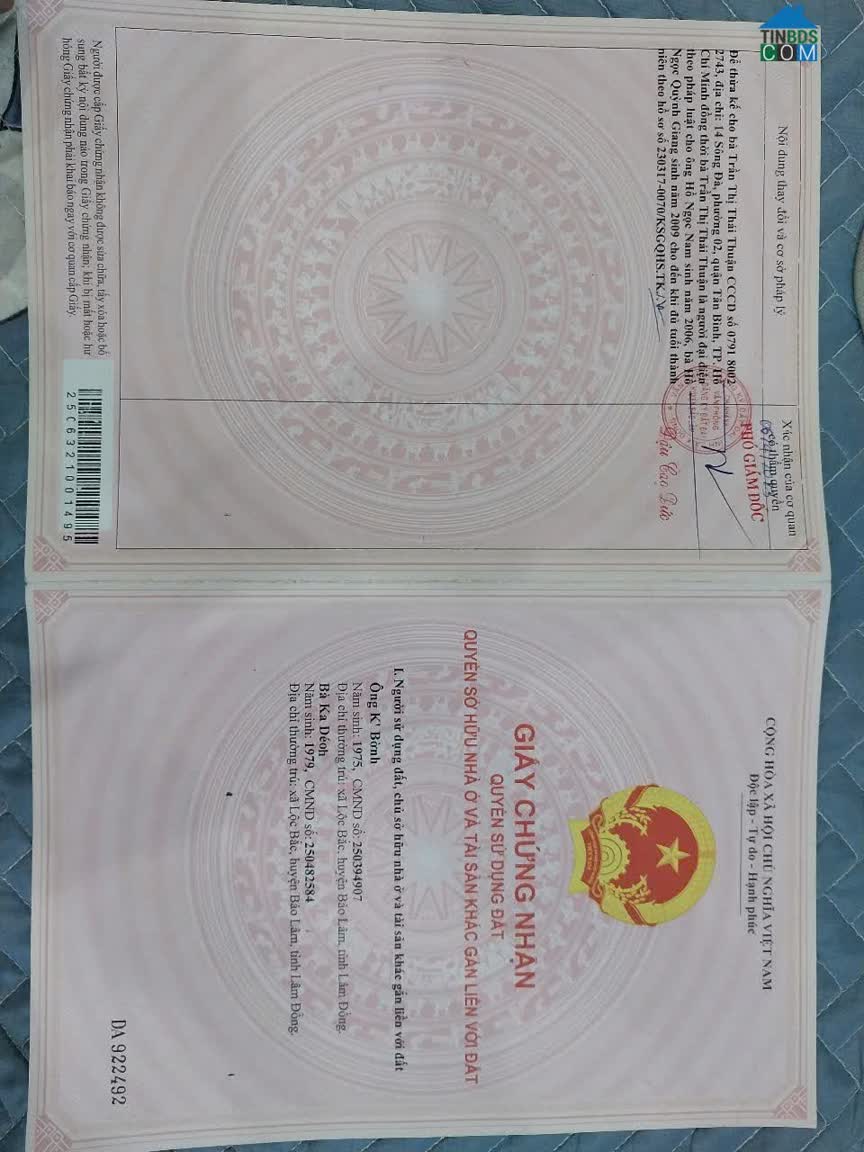 TINBDS
COM
Nội dung thay đổi và cơ sở pháp lý
Xác nhận của cơ quan
có thẩm quyền
Để thừa kế cho bà Trần Thị Thái Thuận CCCD số 0791 8002
2743, địa chỉ: 14 Sông Đà, phường 02, quận Tân Bình, TP. Hồ
Chí Minh đồng thời bà Trần Thị Thái Thuận là người đại diện
theo pháp luật cho ông Hồ Ngọc Nam sinh năm 2006, bà Hồ
Ngọc Quỳnh Giang sinh năm 2009 cho đến khi đủ tuổi thành
niên theo hồ sơ số 230317-0070/KSGQHS.TK
PHÓ GIÁM ĐỐC
Đậu Cao Đức
Người được cấp Giấy chứng nhận không được sửa chữa, tẩy xóa hoặc bổ
sung bất kỳ nội dung nào trong Giấy chứng nhận; khi bị mất hoặc hư
hỏng Giấy chứng nhận phải khai báo ngay với cơ quan cấp Giấy.
25C6321001495
CỘNG HÒA XÃ HỘI CHỦ NGHĨA VIỆT NAM
Độc lập - Tự do - Hạnh phúc
GIẤY CHỨNG NHẬN
QUYỀN SỬ DỤNG ĐẤT
QUYỀN SỞ HỮU NHÀ Ở VÀ TÀI SẢN KHÁC GẮN LIỀN VỚI ĐẤT
I. Người sử dụng đất, chủ sở hữu nhà ở và tài sản khác gắn liền với đất
Ông K' Bờnh
Năm sinh: 1975, CMND số: 250394907
Địa chỉ thường trú: xã Lộc Bắc, huyện Bảo Lâm, tỉnh Lâm Đồng.
Bà Ka Déoh
Năm sinh: 1979, CMND số: 250482584
Địa chỉ thường trú: xã Lộc Bắc, huyện Bảo Lâm, tỉnh Lâm Đồng.
DA 922492